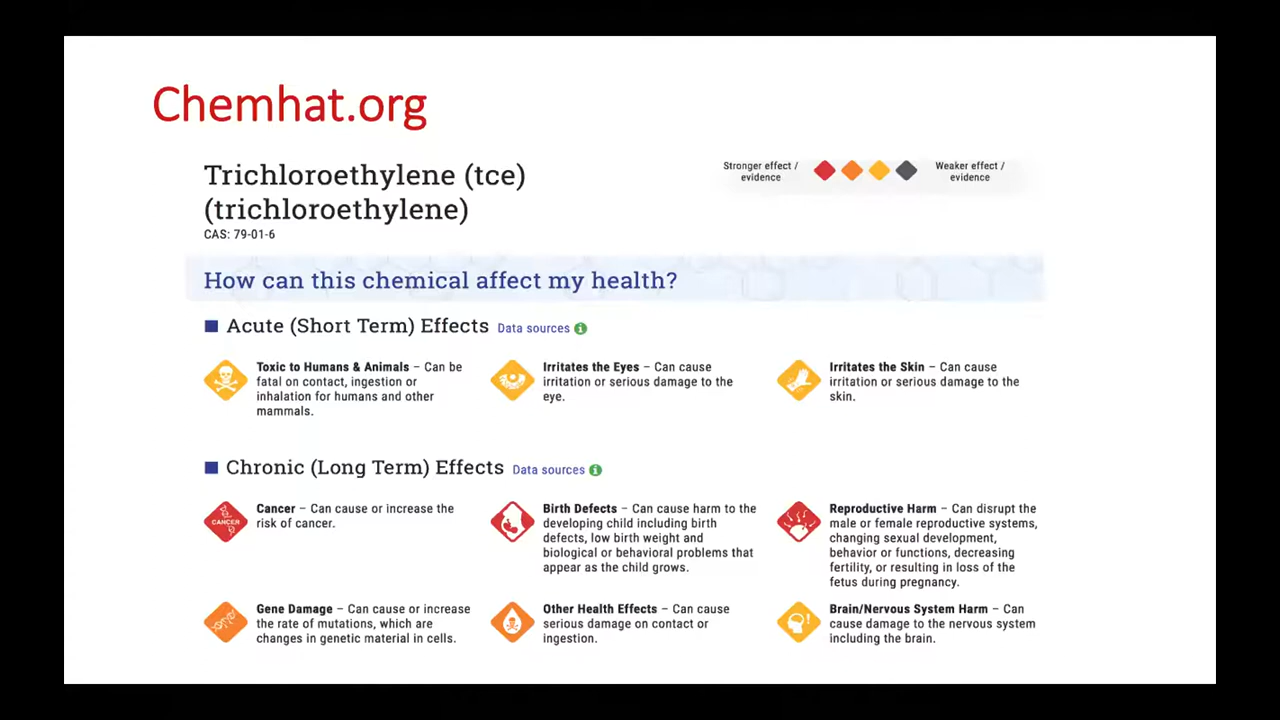 Chemhat.org
Trichloroethylene (tce)
(trichloroethylene)
CAS: 79-01-6
Stronger effect /
evidence
Weaker effect /
evidence
How can this chemical affect my health?
Acute (Short Term) Effects Data sources i
Toxic to Humans & Animals – Can be
fatal on contact, ingestion or
inhalation for humans and other
mammals.
Irritates the Eyes – Can cause
irritation or serious damage to the
eye.
Irritates the Skin – Can cause
irritation or serious damage to the
skin.
Chronic (Long Term) Effects Data sources i
CANCER
Cancer – Can cause or increase the
risk of cancer.
Birth Defects – Can cause harm to the
developing child including birth
defects, low birth weight and
biological or behavioral problems that
appear as the child grows.
Reproductive Harm – Can disrupt the
male or female reproductive systems,
changing sexual development,
behavior or functions, decreasing
fertility, or resulting in loss of the
fetus during pregnancy.
Gene Damage – Can cause or increase
the rate of mutations, which are
changes in genetic material in cells.
Other Health Effects – Can cause
serious damage on contact or
ingestion.
Brain/Nervous System Harm – Can
cause damage to the nervous system
including the brain.